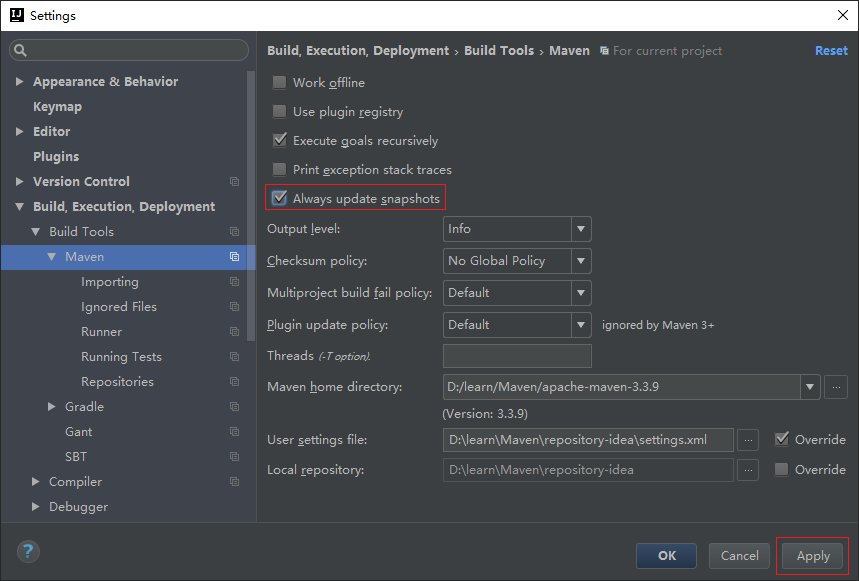 Settings
Appearance & Behavior
Keymap
Editor
Plugins
Version Control
Build, Execution, Deployment
Build Tools
Maven
Importing
Ignored Files
Runner
Running Tests
Repositories
Gradle
Gant
SBT
Compiler
Debugger
Build, Execution, Deployment › Build Tools › Maven For current project Reset
Work offline
Use plugin registry
Execute goals recursively
Print exception stack traces
Always update snapshots
Output level: Info
Checksum policy: No Global Policy
Multiproject build fail policy: Default
Plugin update policy: Default ignored by Maven 3+
Threads (-T option).
Maven home directory: D:/learn/Maven/apache-maven-3.3.9 ...
(Version: 3.3.9)
User settings file: D:\learn\Maven\repository-idea\settings.xml ... Override
Local repository: D:\learn\Maven\repository-idea ... Override
? OK Cancel Apply